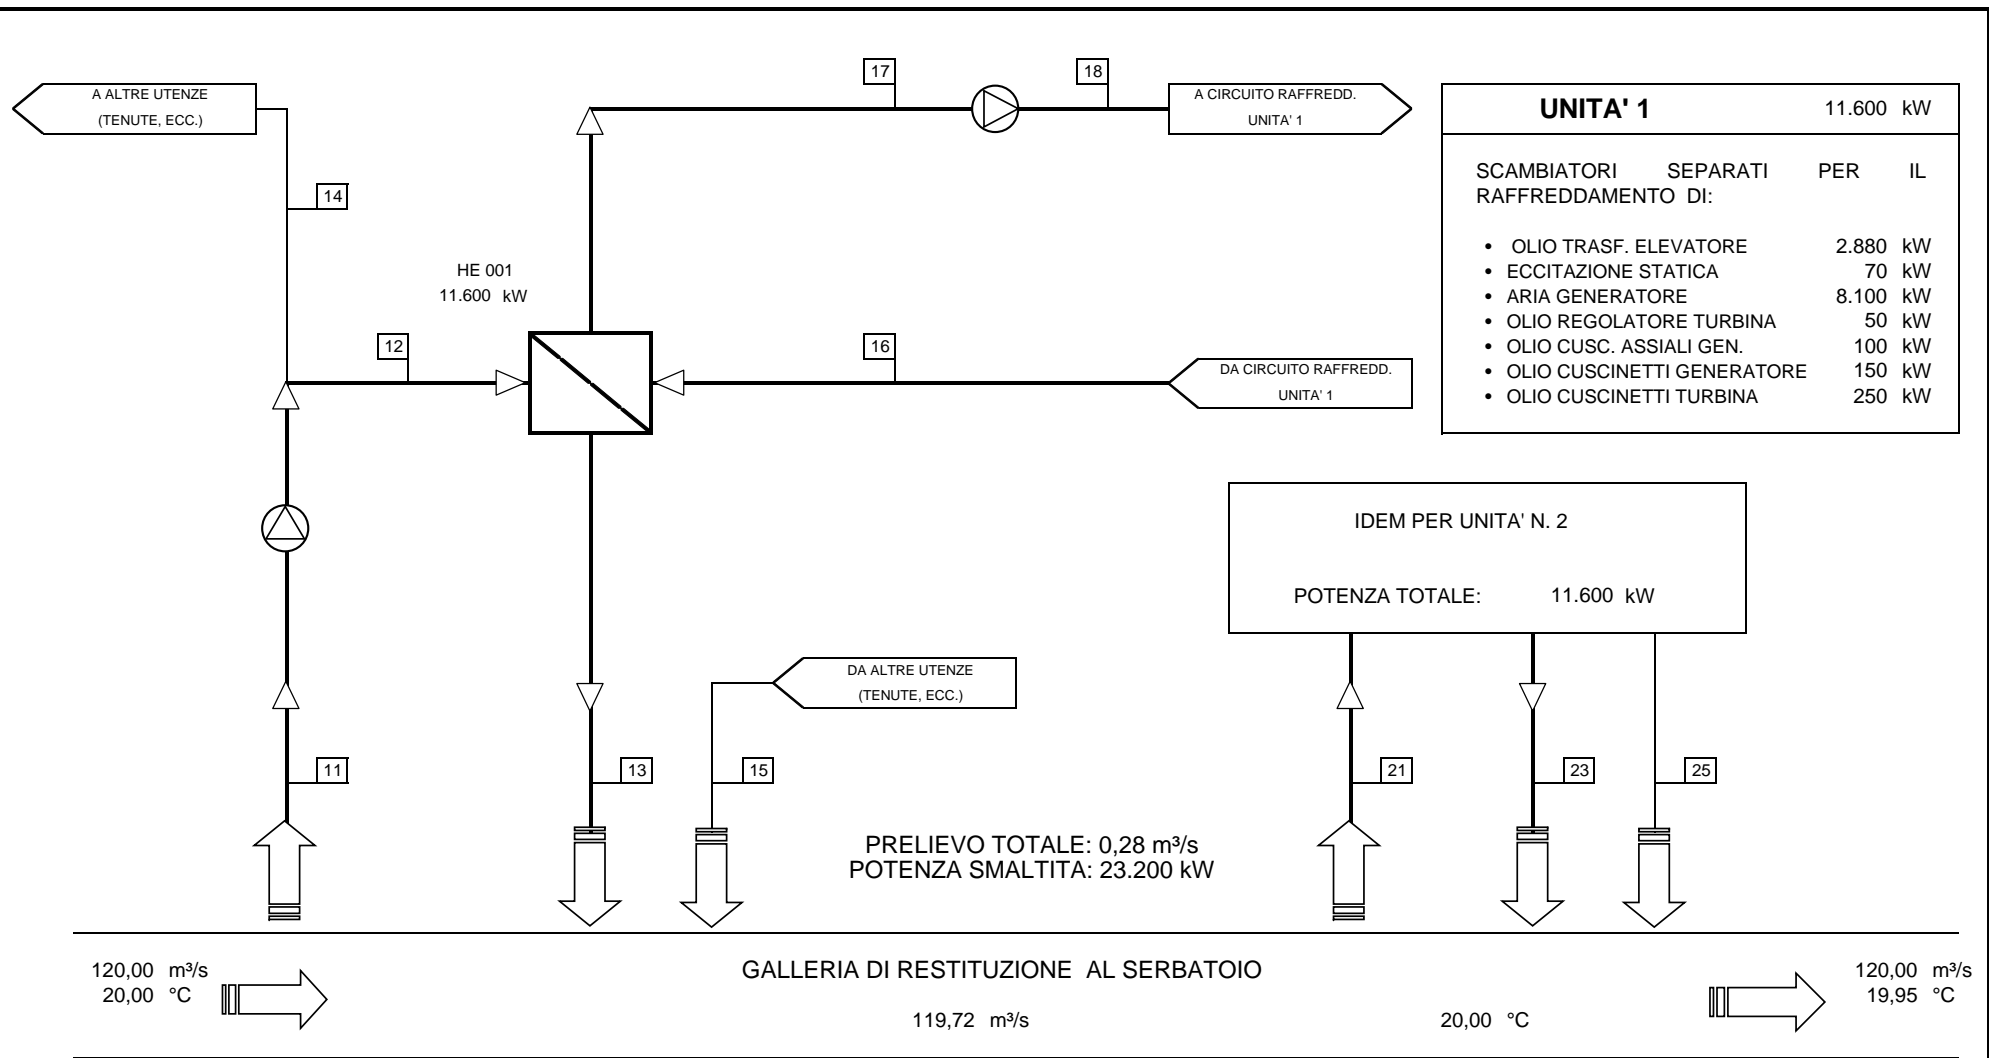 17
18
A ALTRE UTENZE
(TENUTE, ECC.)
A CIRCUITO RAFFREDD.
UNITA' 1
UNITA' 1 11.600 kW
SCAMBIATORI SEPARATI PER IL
RAFFREDDAMENTO DI:
• OLIO TRASF. ELEVATORE 2.880 kW
• ECCITAZIONE STATICA 70 kW
• ARIA GENERATORE 8.100 kW
• OLIO REGOLATORE TURBINA 50 kW
• OLIO CUSC. ASSIALI GEN. 100 kW
• OLIO CUSCINETTI GENERATORE 150 kW
• OLIO CUSCINETTI TURBINA 250 kW
14
HE 001
11.600 kW
12
16
DA CIRCUITO RAFFREDD.
UNITA' 1
IDEM PER UNITA' N. 2
POTENZA TOTALE: 11.600 kW
DA ALTRE UTENZE
(TENUTE, ECC.)
11
13
15
21
23
25
PRELIEVO TOTALE: 0,28 m³/s
POTENZA SMALTITA: 23.200 kW
120,00 m³/s
20,00 °C
GALLERIA DI RESTITUZIONE AL SERBATOIO
119,72 m³/s
20,00 °C
120,00 m³/s
19,95 °C